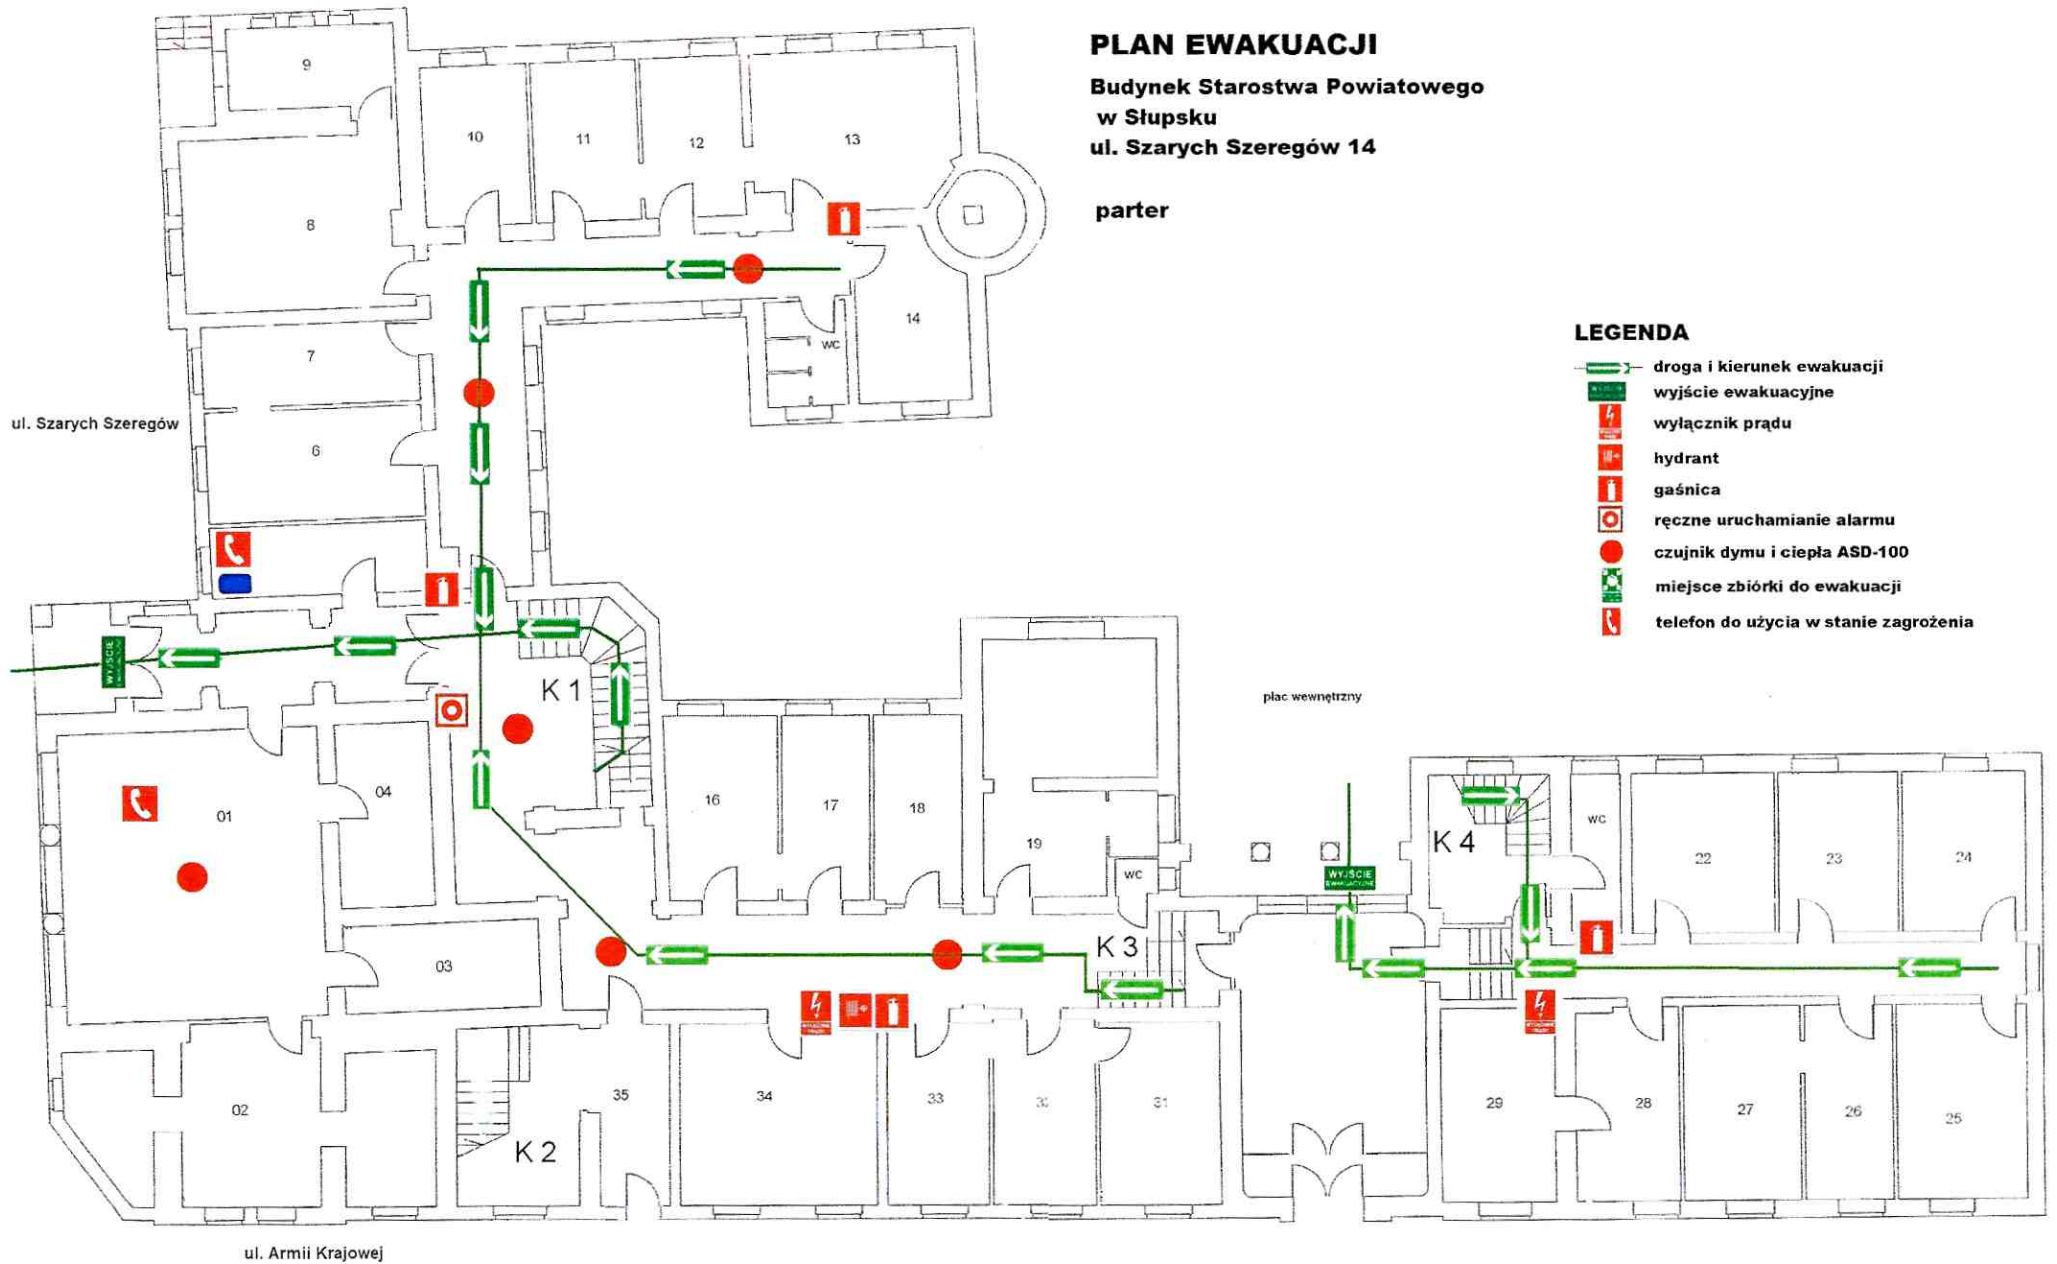 PLAN EWAKUACJI
Budynek Starostwa Powiatowego
w Słupsku
ul. Szarych Szeregów 14
parter
LEGENDA
droga i kierunek ewakuacji
wyjście ewakuacyjne
wyłącznik prądu
hydrant
gaśnica
ręczne uruchamianie alarmu
czujnik dymu i ciepła ASD-100
miejsce zbiórki do ewakuacji
telefon do użycia w stanie zagrożenia
9
10
11
12
13
8
14
wc
7
6
ul. Szarych Szeregów
WYJŚCIE
K 1
plac wewnętrzny
04
01
16
17
18
19
wc
WYJŚCIE
EWAKUACYJNE
K 4
wc
22
23
24
03
K 3
02
35
34
33
31
29
28
27
26
25
K 2
ul. Armii Krajowej